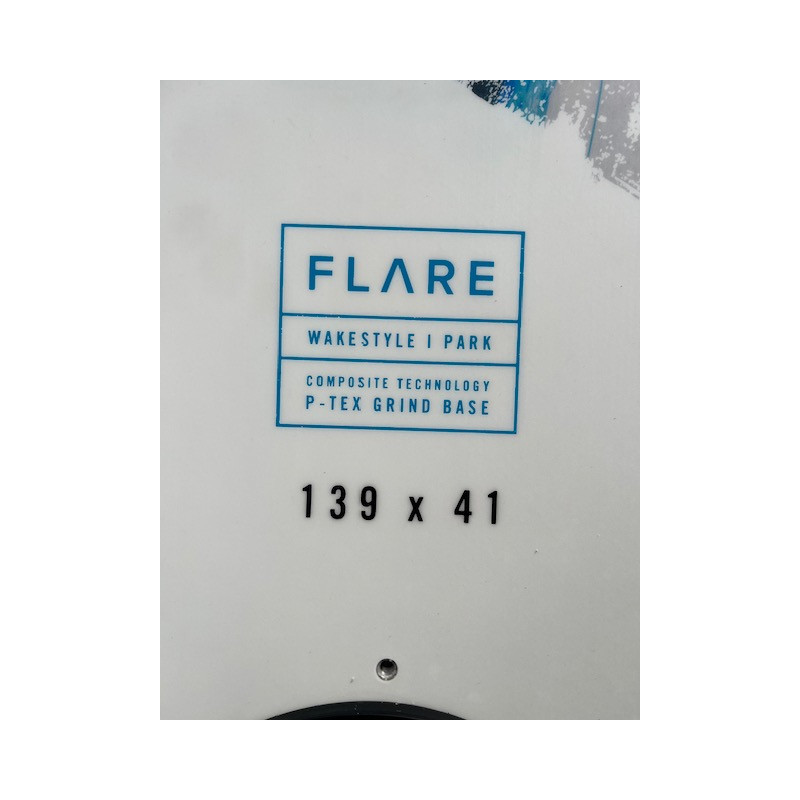 FLARE
WAKESTYLE | PARK
COMPOSITE TECHNOLOGY
P-TEX GRIND BASE
139 x 41